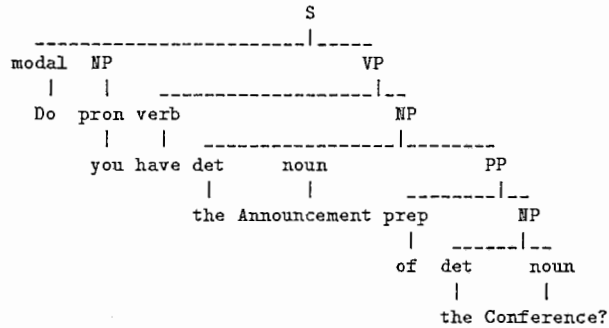 S
modal NP VP
Do pron verb NP
you have det noun PP
the Announcement prep NP
of det noun
the Conference?